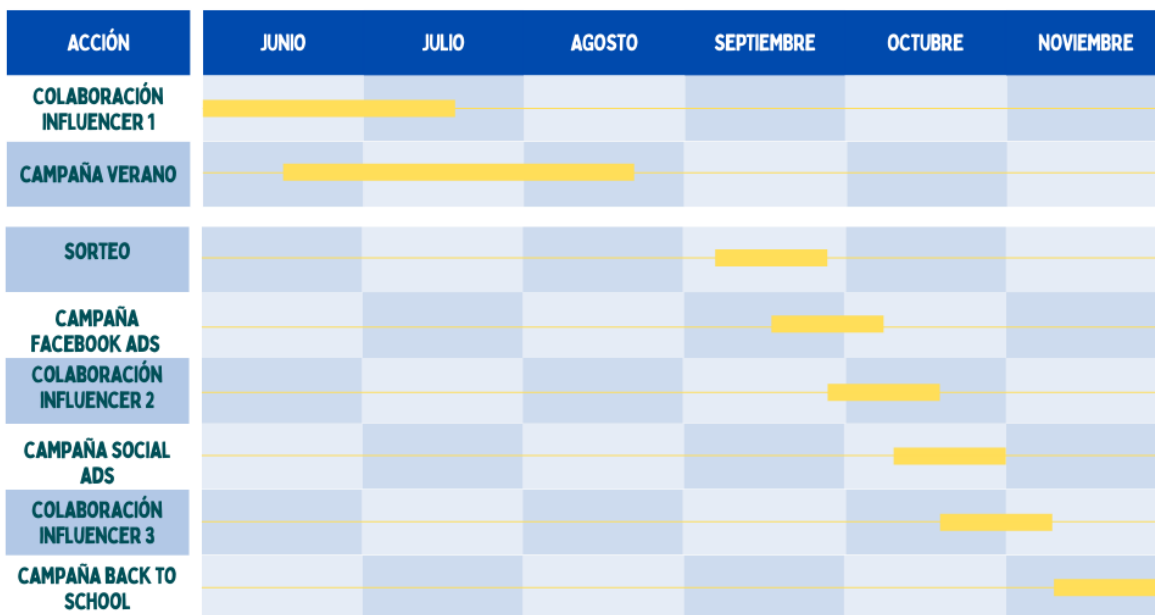 ACCIÓN JUNIO JULIO AGOSTO SEPTIEMBRE OCTUBRE NOVIEMBRE
COLABORACIÓN
INFLUENCER 1
CAMPAÑA VERANO
SORTEO
CAMPAÑA
FACEBOOK ADS
COLABORACIÓN
INFLUENCER 2
CAMPAÑA SOCIAL
ADS
COLABORACIÓN
INFLUENCER 3
CAMPAÑA BACK TO
SCHOOL